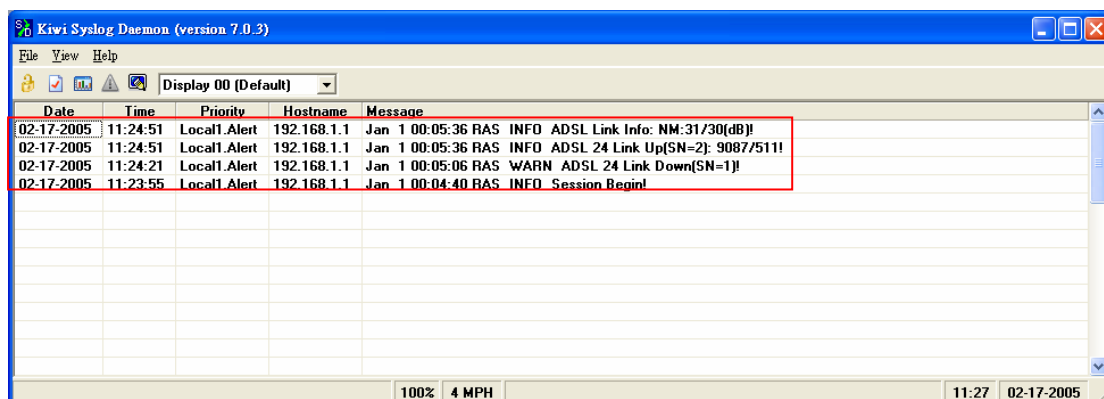 Kiwi Syslog Daemon (version 7.0.3)
File View Help
Display 00 (Default)
Date Time Priority Hostname Message
02-17-2005 11:24:51 Local1.Alert 192.168.1.1 Jan 1 00:05:36 RAS INFO ADSL Link Info: NM:31/30(dB)!
02-17-2005 11:24:51 Local1.Alert 192.168.1.1 Jan 1 00:05:36 RAS INFO ADSL 24 Link Up(SN=2): 9087/511!
02-17-2005 11:24:21 Local1.Alert 192.168.1.1 Jan 1 00:05:06 RAS WARN ADSL 24 Link Down(SN=1)!
02-17-2005 11:23:55 Local1.Alert 192.168.1.1 Jan 1 00:04:40 RAS INFO Session Begin!
100% 4 MPH 11:27 02-17-2005